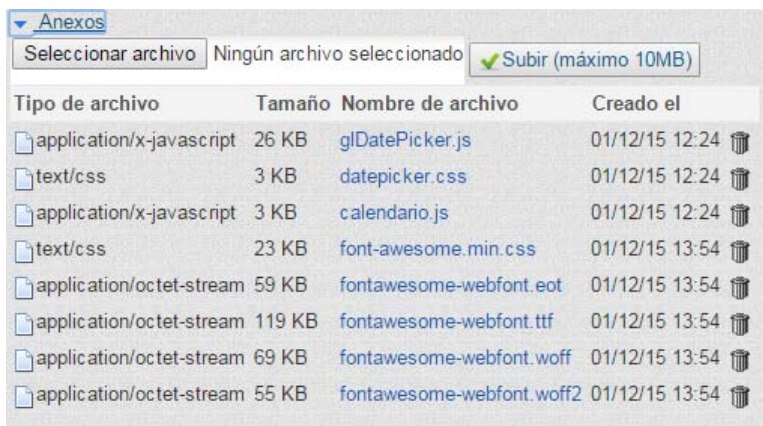 Anexos
Seleccionar archivo Ningún archivo seleccionado Subir (máximo 10MB)
Tipo de archivo Tamaño Nombre de archivo Creado el
application/x-javascript 26 KB glDatePicker.js 01/12/15 12:24
text/css 3 KB datepicker.css 01/12/15 12:24
application/x-javascript 3 KB calendario.js 01/12/15 12:24
text/css 23 KB font-awesome.min.css 01/12/15 13:54
application/octet-stream 59 KB fontawesome-webfont.eot 01/12/15 13:54
application/octet-stream 119 KB fontawesome-webfont.ttf 01/12/15 13:54
application/octet-stream 69 KB fontawesome-webfont.woff 01/12/15 13:54
application/octet-stream 55 KB fontawesome-webfont.woff2 01/12/15 13:54